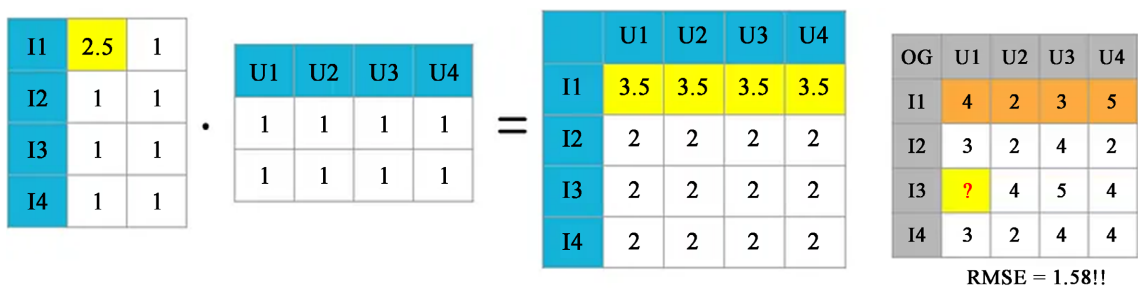 I1 2.5 1
I2 1 1
I3 1 1
I4 1 1
·
U1 U2 U3 U4
1 1 1 1
1 1 1 1
=
U1 U2 U3 U4
I1 3.5 3.5 3.5 3.5
I2 2 2 2 2
I3 2 2 2 2
I4 2 2 2 2
OG U1 U2 U3 U4
I1 4 2 3 5
I2 3 2 4 2
I3 ? 4 5 4
I4 3 2 4 4
RMSE = 1.58!!